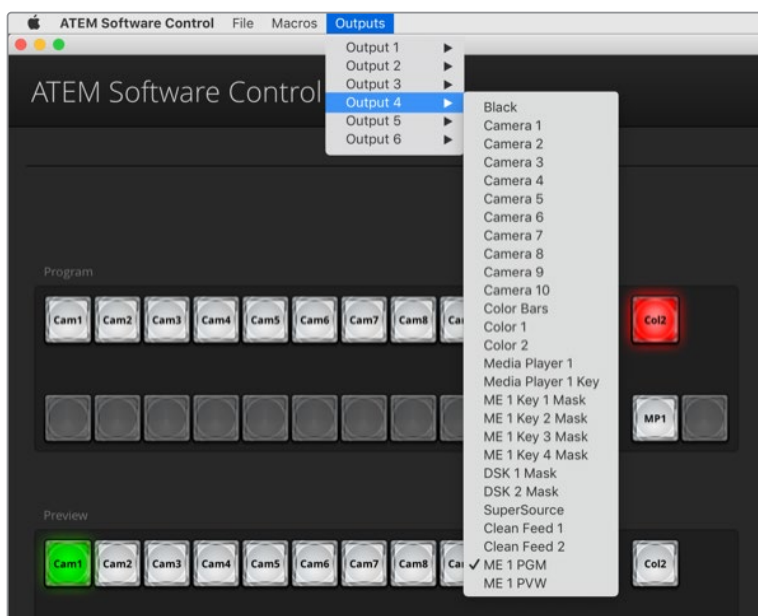 ATEM Software Control File Macros Outputs
Output 1
Output 2
Output 3
Output 4
Output 5
Output 6
ATEM Software Control
Black
Camera 1
Camera 2
Camera 3
Camera 4
Camera 5
Camera 6
Camera 7
Camera 8
Camera 9
Camera 10
Color Bars
Color 1
Color 2
Media Player 1
Media Player 1 Key
ME 1 Key 1 Mask
ME 1 Key 2 Mask
ME 1 Key 3 Mask
ME 1 Key 4 Mask
DSK 1 Mask
DSK 2 Mask
SuperSource
Clean Feed 1
Clean Feed 2
✓ ME 1 PGM
ME 1 PVW
Program
Cam1 Cam2 Cam3 Cam4 Cam5 Cam6 Cam7 Cam8 Col2
MP1
Preview
Cam1 Cam2 Cam3 Cam4 Cam5 Cam6 Cam7 Cam8 Col2